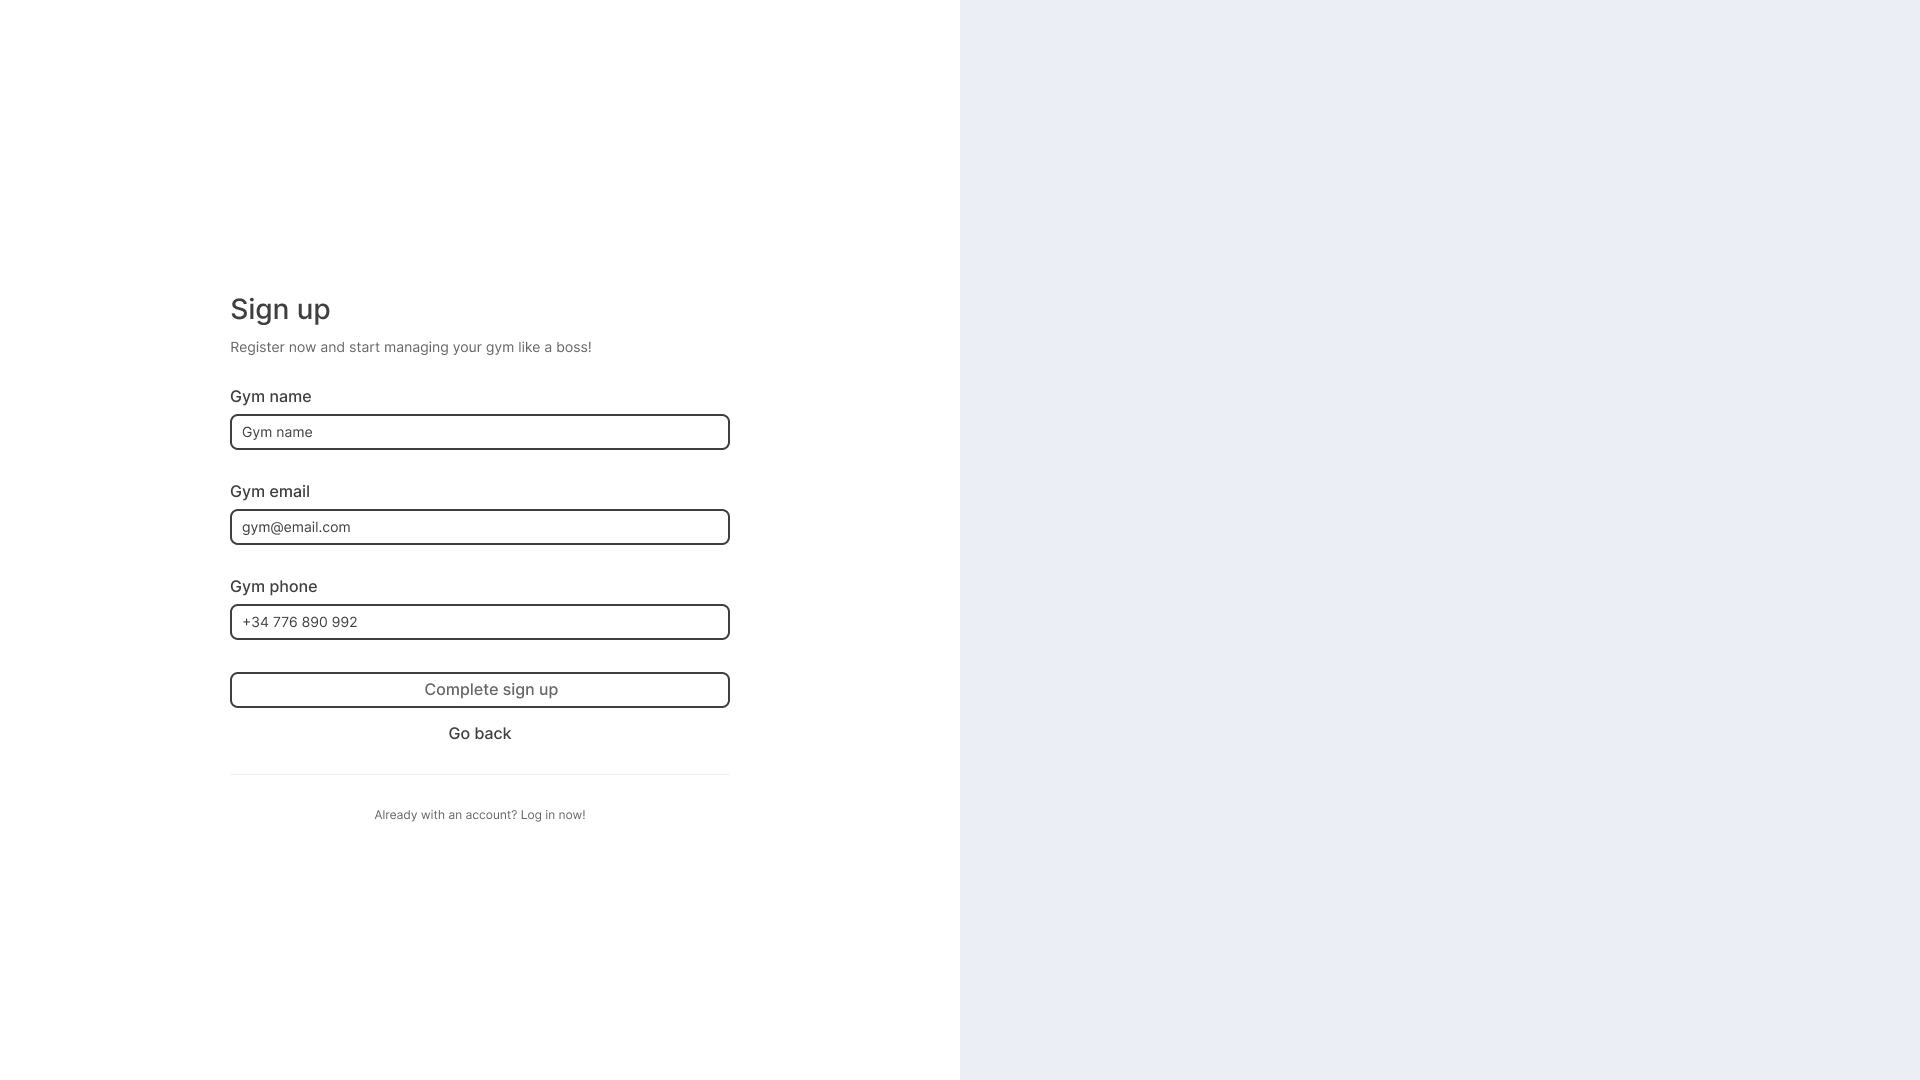 Sign up
Register now and start managing your gym like a boss!
Gym name
Gym name
Gym email
gym@email.com
Gym phone
+34 776 890 992
Complete sign up
Go back
Already with an account? Log in now!